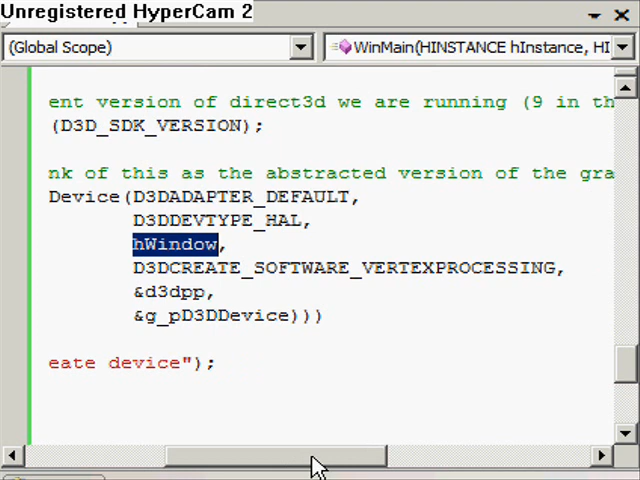 Unregistered HyperCam 2
(Global Scope)
WinMain(HINSTANCE hInstance, HI
ent version of direct3d we are running (9 in th
(D3D_SDK_VERSION);
nk of this as the abstracted version of the gra
Device(D3DADAPTER_DEFAULT,
D3DDEVTYPE_HAL,
hWindow,
D3DCREATE_SOFTWARE_VERTEXPROCESSING,
&d3dpp,
&g_pD3DDevice)))
eate device");